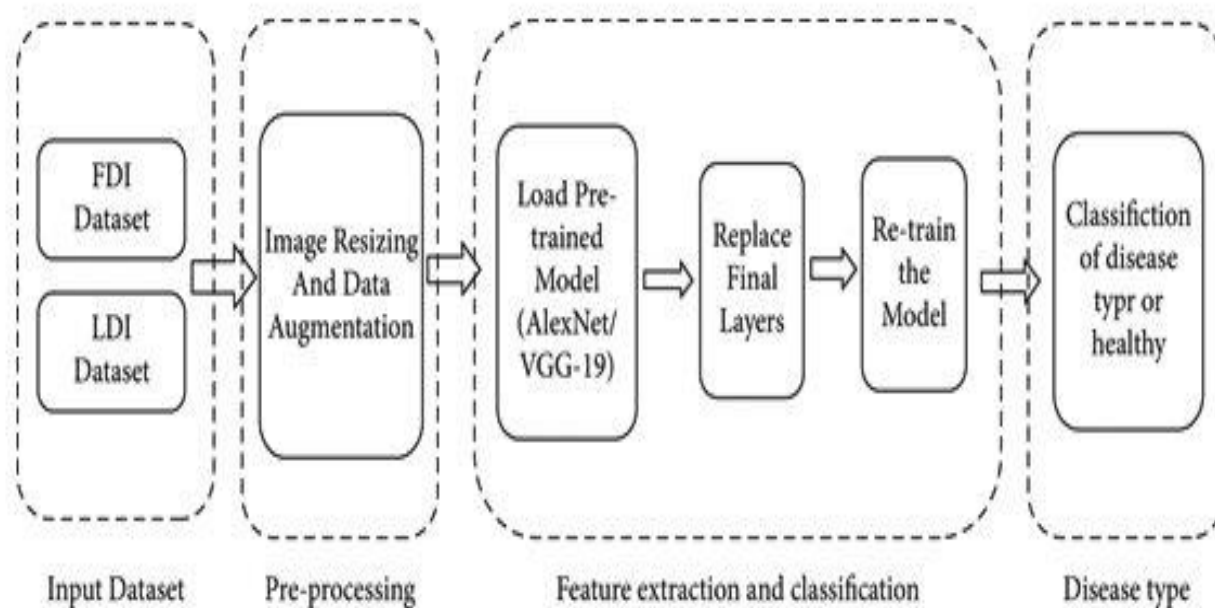 FDI
Dataset
LDI
Dataset
Image Resizing
And Data
Augmentation
Load Pre-
trained
Model
(AlexNet/
VGG-19)
Replace
Final
Layers
Re-train
the
Model
Classifiction
of disease
typr or
healthy
Input Dataset
Pre-processing
Feature extraction and classification
Disease type